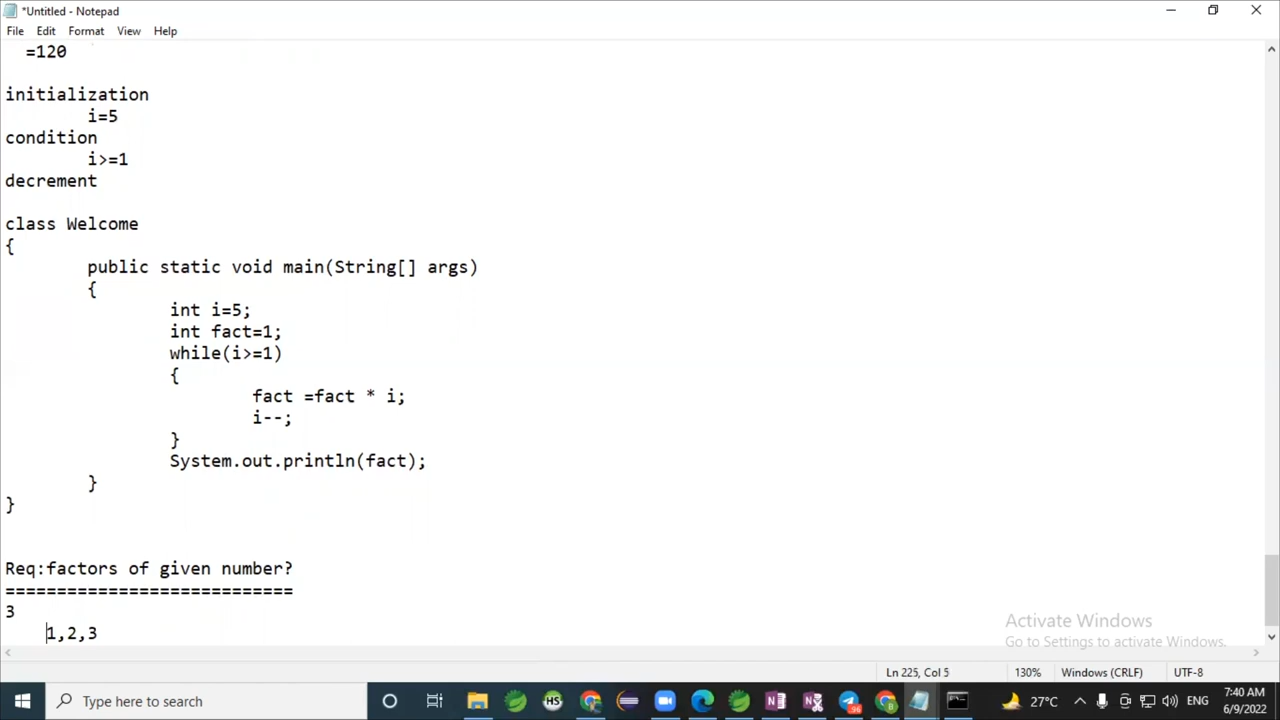 *Untitled - Notepad
File Edit Format View Help
=120
initialization
i=5
condition
i>=1
decrement
class Welcome
{
public static void main(String[] args)
{
int i=5;
int fact=1;
while(i>=1)
{
fact =fact * i;
i--;
}
System.out.println(fact);
}
}
Req:factors of given number?
============================
3
1,2,3
Activate Windows
Go to Settings to activate Windows.
Ln 225, Col 5 130% Windows (CRLF) UTF-8
Type here to search
HS
96
B
27°C
ENG
7:40 AM
6/9/2022